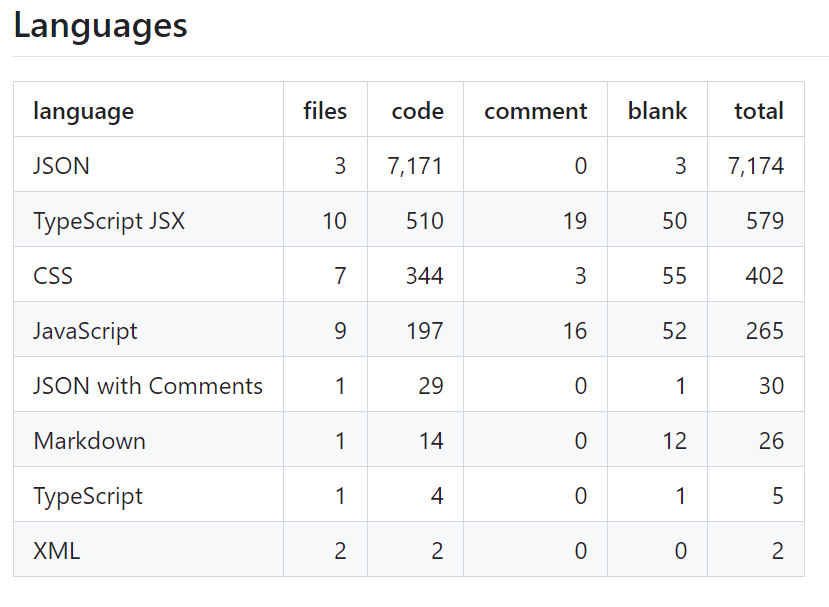 Languages
language files code comment blank total
JSON 3 7,171 0 3 7,174
TypeScript JSX 10 510 19 50 579
CSS 7 344 3 55 402
JavaScript 9 197 16 52 265
JSON with Comments 1 29 0 1 30
Markdown 1 14 0 12 26
TypeScript 1 4 0 1 5
XML 2 2 0 0 2